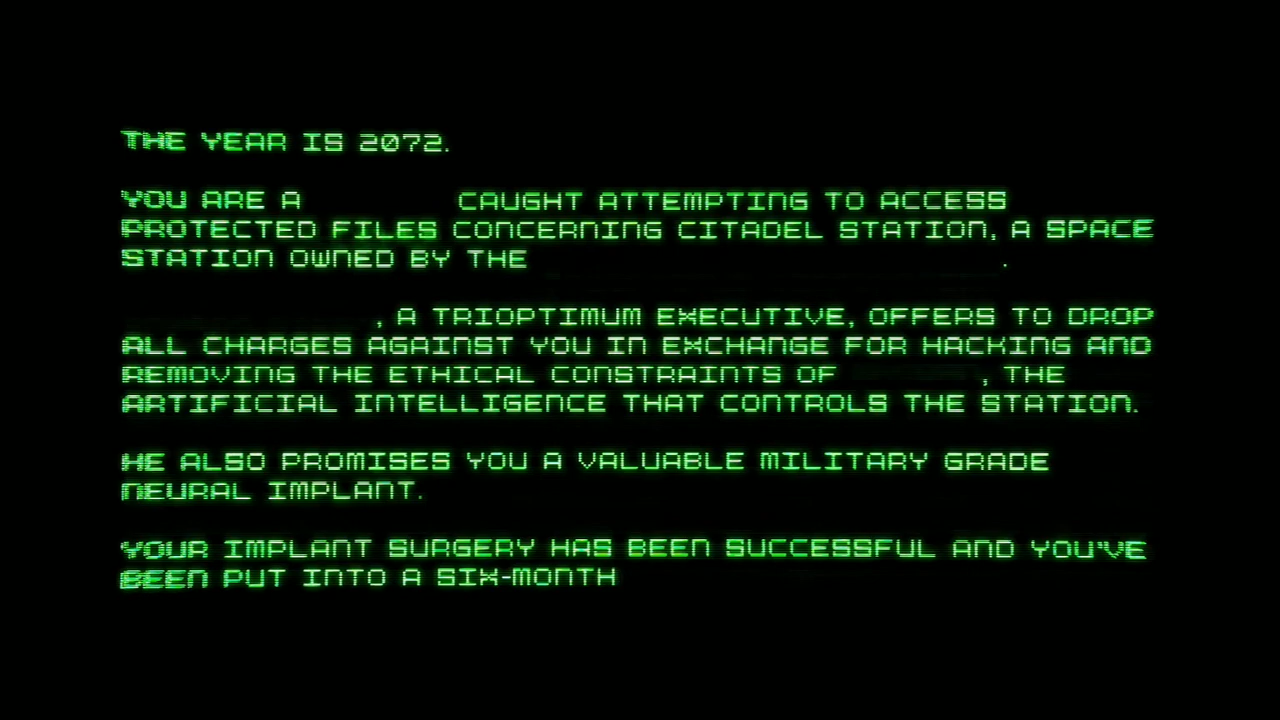 THE YEAR IS 2072.
YOU ARE A CAUGHT ATTEMPTING TO ACCESS
PROTECTED FILES CONCERNING CITADEL STATION, A SPACE
STATION OWNED BY THE .
, A TRIOPTIMUM EXECUTIVE, OFFERS TO DROP
ALL CHARGES AGAINST YOU IN EXCHANGE FOR HACKING AND
REMOVING THE ETHICAL CONSTRAINTS OF , THE
ARTIFICIAL INTELLIGENCE THAT CONTROLS THE STATION.
HE ALSO PROMISES YOU A VALUABLE MILITARY GRADE
NEURAL IMPLANT.
YOUR IMPLANT SURGERY HAS BEEN SUCCESSFUL AND YOU'VE
BEEN PUT INTO A SIX-MONTH